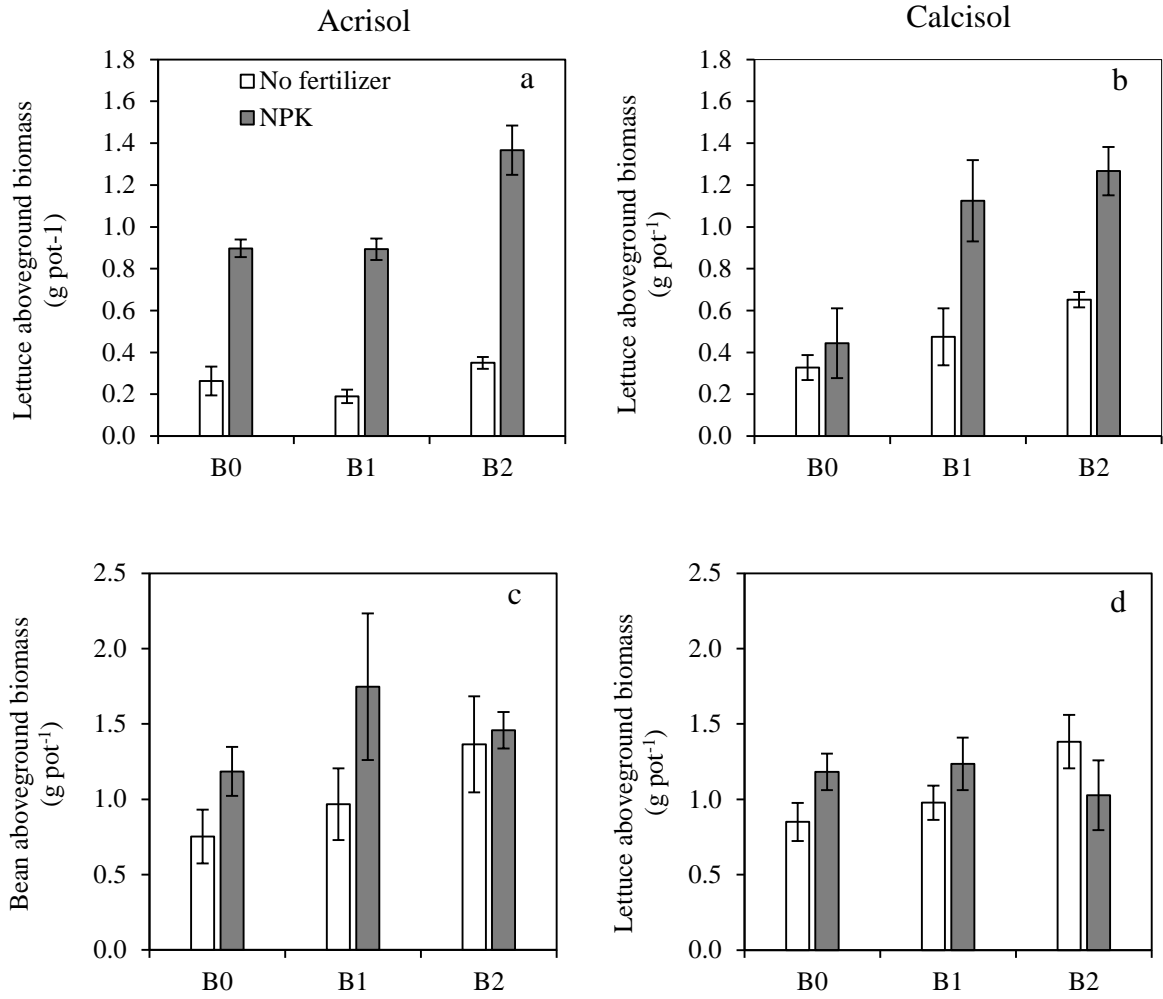 Acrisol
Calcisol
Lettuce aboveground biomass
(g pot-1)
1.8
1.6
1.4
1.2
1.0
0.8
0.6
0.4
0.2
0.0
No fertilizer
NPK
a
B0
B1
B2
Lettuce aboveground biomass
(g pot-1)
1.8
1.6
1.4
1.2
1.0
0.8
0.6
0.4
0.2
0.0
b
B0
B1
B2
Bean aboveground biomass
(g pot-1)
2.5
2.0
1.5
1.0
0.5
0.0
c
B0
B1
B2
Lettuce aboveground biomass
(g pot-1)
2.5
2.0
1.5
1.0
0.5
0.0
d
B0
B1
B2